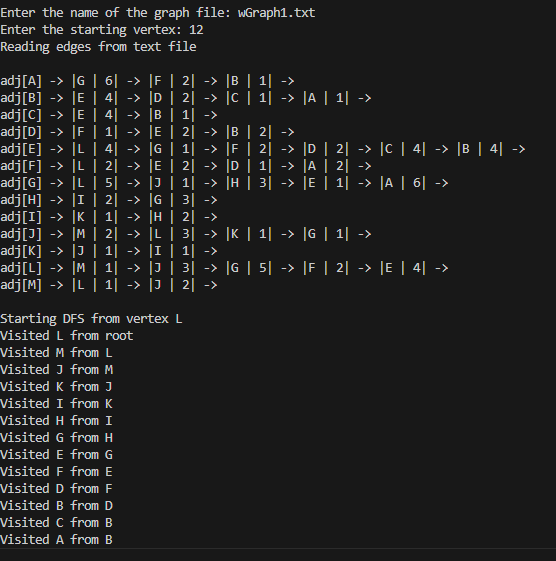 Enter the name of the graph file: wGraph1.txt
Enter the starting vertex: 12
Reading edges from text file
adj[A] -> |G | 6| -> |F | 2| -> |B | 1| ->
adj[B] -> |E | 4| -> |D | 2| -> |C | 1| -> |A | 1| ->
adj[C] -> |E | 4| -> |B | 1| ->
adj[D] -> |F | 1| -> |E | 2| -> |B | 2| ->
adj[E] -> |L | 4| -> |G | 1| -> |F | 2| -> |D | 2| -> |C | 4| -> |B | 4| ->
adj[F] -> |L | 2| -> |E | 2| -> |D | 1| -> |A | 2| ->
adj[G] -> |L | 5| -> |J | 1| -> |H | 3| -> |E | 1| -> |A | 6| ->
adj[H] -> |I | 2| -> |G | 3| ->
adj[I] -> |K | 1| -> |H | 2| ->
adj[J] -> |M | 2| -> |L | 3| -> |K | 1| -> |G | 1| ->
adj[K] -> |J | 1| -> |I | 1| ->
adj[L] -> |M | 1| -> |J | 3| -> |G | 5| -> |F | 2| -> |E | 4| ->
adj[M] -> |L | 1| -> |J | 2| ->
Starting DFS from vertex L
Visited L from root
Visited M from L
Visited J from M
Visited K from J
Visited I from K
Visited H from I
Visited G from H
Visited E from G
Visited F from E
Visited D from F
Visited B from D
Visited C from B
Visited A from B